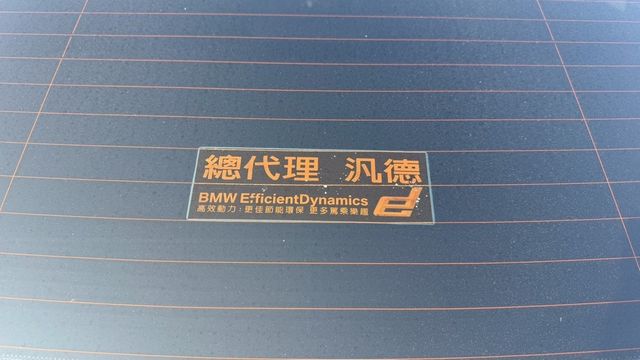 總代理 汎德
BMW EfficientDynamics
高效動力：更佳節能環保 更多駕乘樂趣